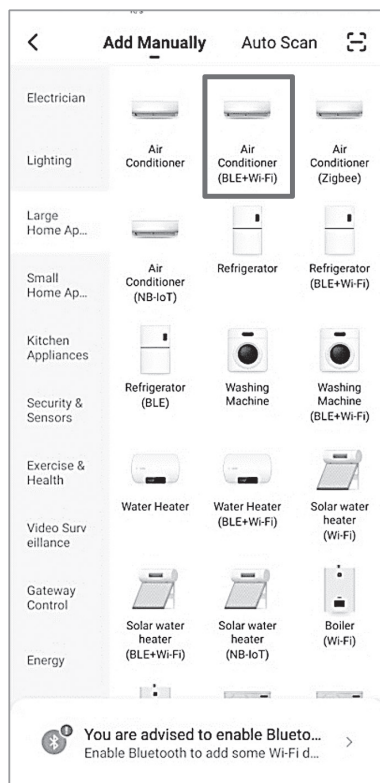 Add Manually Auto Scan
Electrician
Lighting
Large
Home Ap...
Small
Home Ap...
Kitchen
Appliances
Security &
Sensors
Exercise &
Health
Video Surv
eillance
Gateway
Control
Energy
Air
Conditioner
Air
Conditioner
(BLE+Wi-Fi)
Air
Conditioner
(Zigbee)
Air
Conditioner
(NB-IoT)
Refrigerator
Refrigerator
(BLE+Wi-Fi)
Refrigerator
(BLE)
Washing
Machine
Washing
Machine
(BLE+Wi-Fi)
Water Heater
Water Heater
(BLE+Wi-Fi)
Solar water
heater
(Wi-Fi)
Solar water
heater
(BLE+Wi-Fi)
Solar water
heater
(NB-IoT)
Boiler
(Wi-Fi)
You are advised to enable Blueto...
Enable Bluetooth to add some Wi-Fi d...